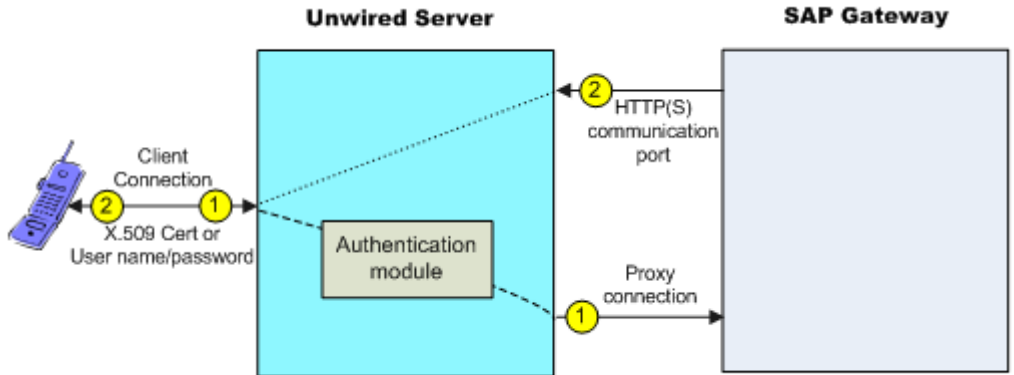 Unwired Server
SAP Gateway
2
HTTP(S)
communication
port
Client
Connection
2
1
X.509 Cert or
User name/password
Authentication
module
Proxy
connection
1